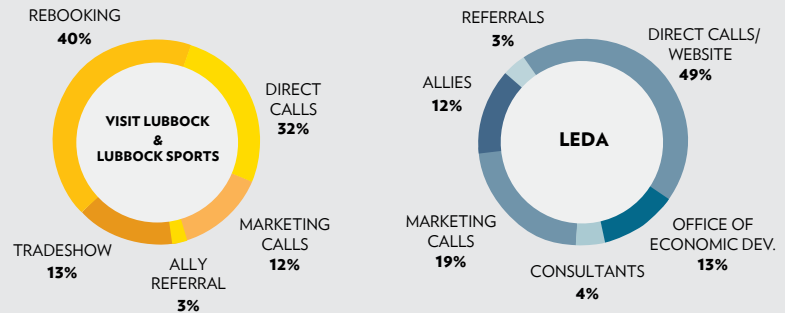 REBOOKING
40%
VISIT LUBBOCK
&
LUBBOCK SPORTS
DIRECT
CALLS
32%
MARKETING
CALLS
12%
ALLY
REFERRAL
3%
TRADESHOW
13%
REFERRALS
3%
DIRECT CALLS/
WEBSITE
49%
ALLIES
12%
LEDA
MARKETING
CALLS
19%
CONSULTANTS
4%
OFFICE OF
ECONOMIC DEV.
13%